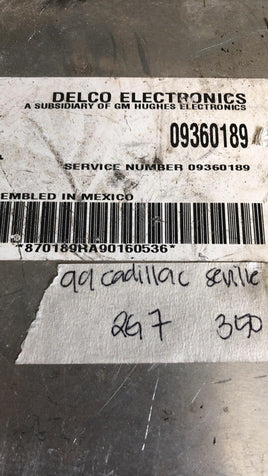 DELCO ELECTRONICS
A SUBSIDIARY OF GM HUGHES ELECTRONICS
09360189
SERVICE NUMBER 09360189
EMBLED IN MEXICO
*870189HA90160536*
99 cadillac seville
267 350